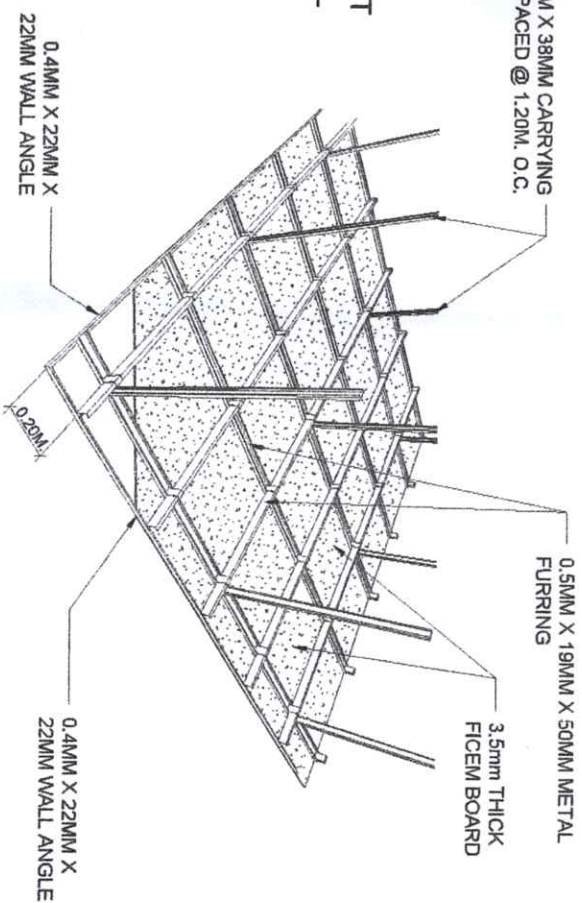 M X 38MM CARRYING
PACED @ 1.20M. O.C.
T
0.5MM X 19MM X 50MM METAL
FURRING
3.5mm THICK
FICEM BOARD
0.4MM X 22MM X
22MM WALL ANGLE
0.20M
0.4MM X 22MM X
22MM WALL ANGLE